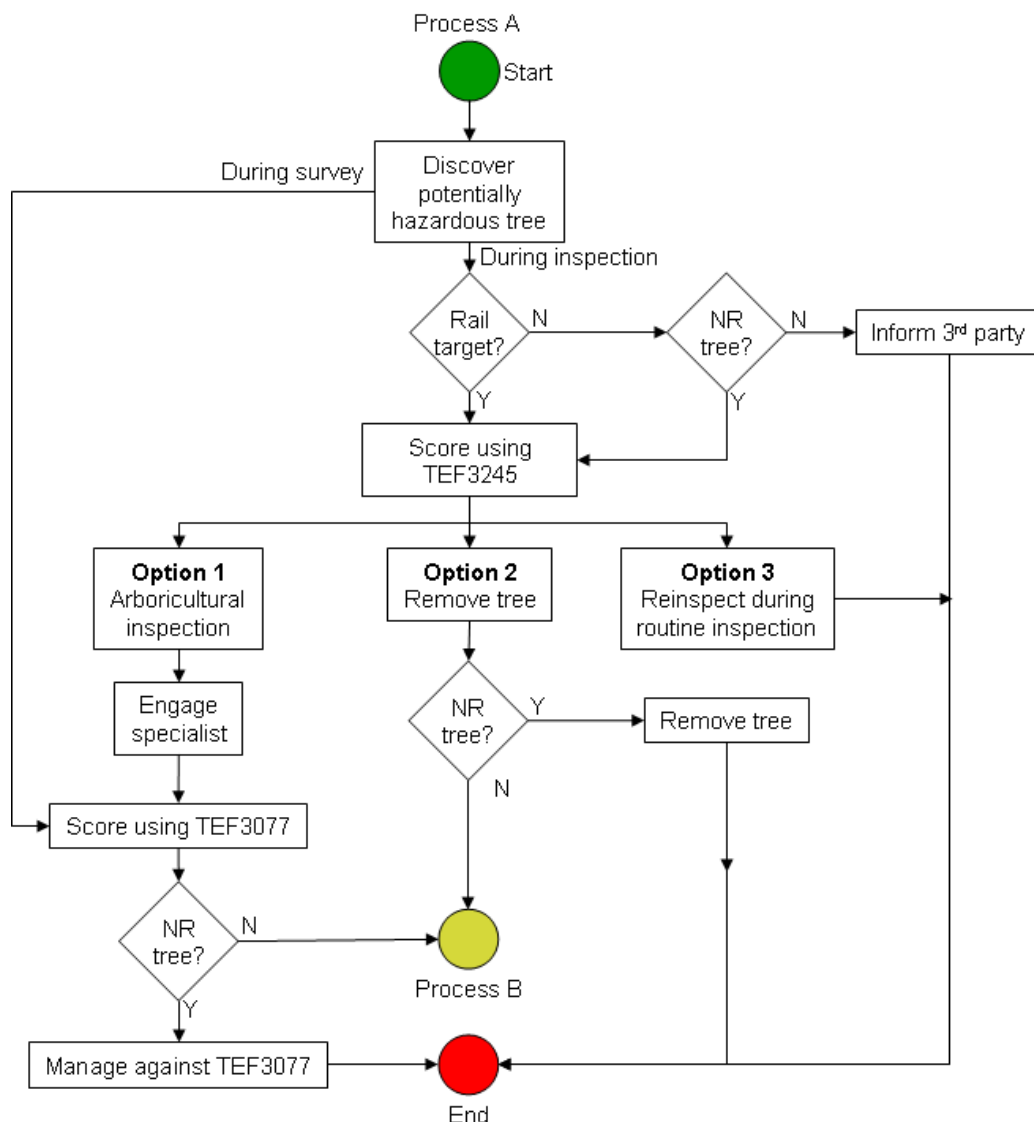 Process A
Start
During survey
Discover
potentially
hazardous tree
During inspection
Rail
target?
N
NR
tree?
N
Inform 3rd party
Y
Y
Score using
TEF3245
Option 1
Arboricultural
inspection
Option 2
Remove tree
Option 3
Reinspect during
routine inspection
Engage
specialist
NR
tree?
Y
Remove tree
N
Score using TEF3077
NR
tree?
N
Process B
Y
Manage against TEF3077
End